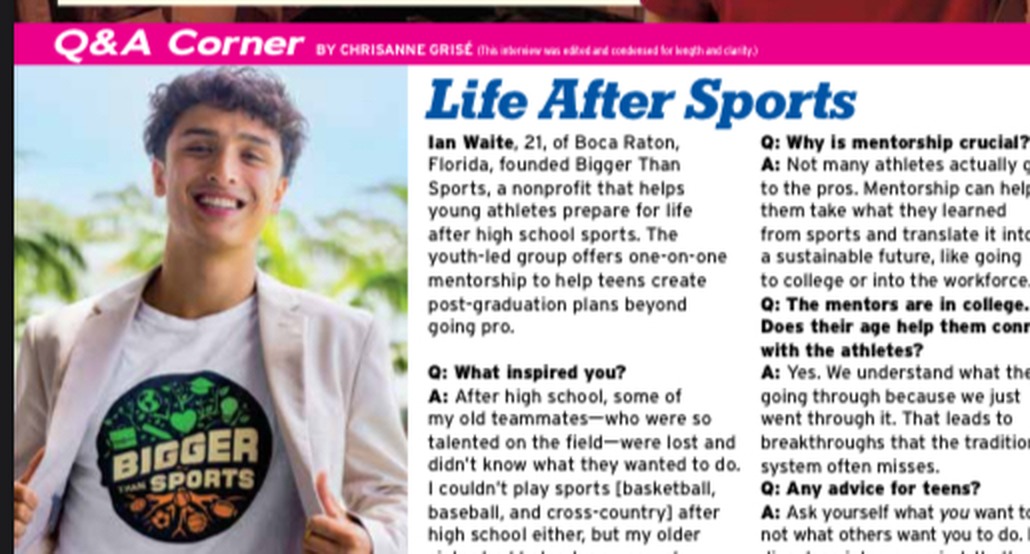 Q&A Corner BY CHRISANNE GRISÉ (This interview was edited and condensed for length and clarity.)
Life After Sports
Ian Waite, 21, of Boca Raton,
Florida, founded Bigger Than
Sports, a nonprofit that helps
young athletes prepare for life
after high school sports. The
youth-led group offers one-on-one
mentorship to help teens create
post-graduation plans beyond
going pro.
Q: What inspired you?
A: After high school, some of
my old teammates—who were so
talented on the field—were lost and
didn't know what they wanted to do.
I couldn't play sports [basketball,
baseball, and cross-country] after
high school either, but my older
Q: Why is mentorship crucial?
A: Not many athletes actually
to the pros. Mentorship can help
them take what they learned
from sports and translate it into
a sustainable future, like going
to college or into the workforce.
Q: The mentors are in college.
Does their age help them
with the athletes?
A: Yes. We understand what
going through because we just
went through it. That leads to
breakthroughs that the
system often misses.
Q: Any advice for teens?
A: Ask yourself what you want to
not what others want you to do.
BIGGER
THAN SPORTS